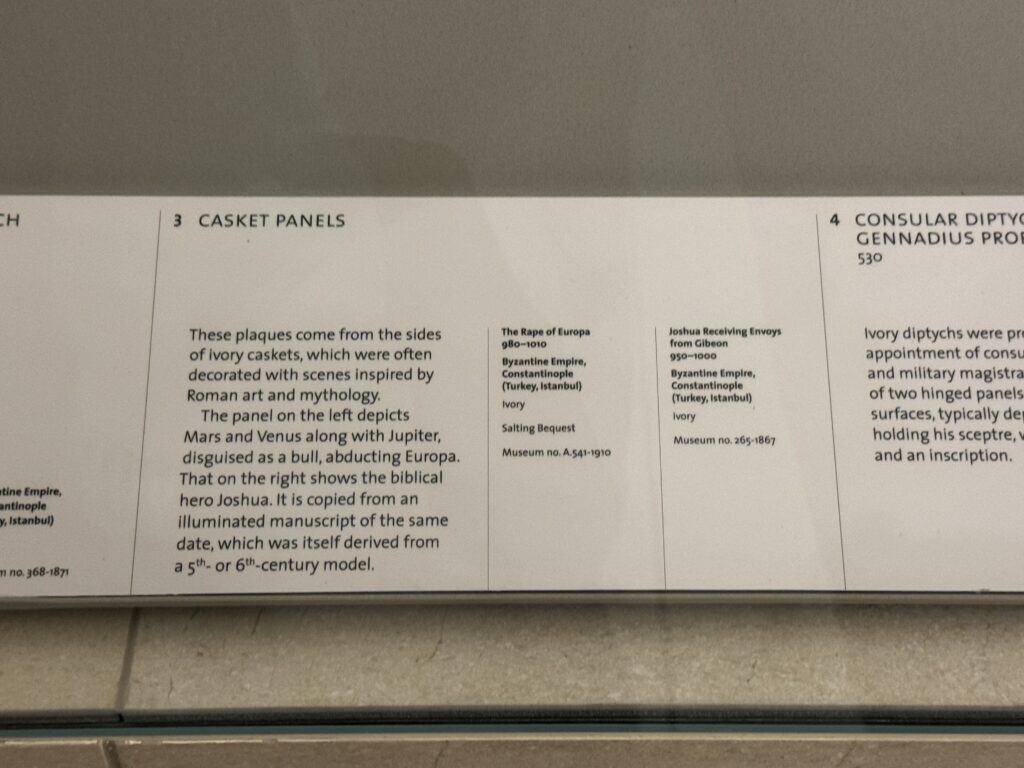 CH
ntine Empire,
antinople
y, Istanbul)
m no. 368-1871
3 CASKET PANELS
These plaques come from the sides
of ivory caskets, which were often
decorated with scenes inspired by
Roman art and mythology.
The panel on the left depicts
Mars and Venus along with Jupiter,
disguised as a bull, abducting Europa.
That on the right shows the biblical
hero Joshua. It is copied from an
illuminated manuscript of the same
date, which was itself derived from
a 5th- or 6th-century model.
The Rape of Europa
980–1010
Byzantine Empire,
Constantinople
(Turkey, Istanbul)
Ivory
Salting Bequest
Museum no. A.541-1910
Joshua Receiving Envoys
from Gibeon
950–1000
Byzantine Empire,
Constantinople
(Turkey, Istanbul)
Ivory
Museum no. 265-1867
4 CONSULAR DIPTYC
GENNADIUS PROB
530
Ivory diptychs were pr
appointment of consu
and military magistra
of two hinged panels
surfaces, typically de
holding his sceptre,
and an inscription.